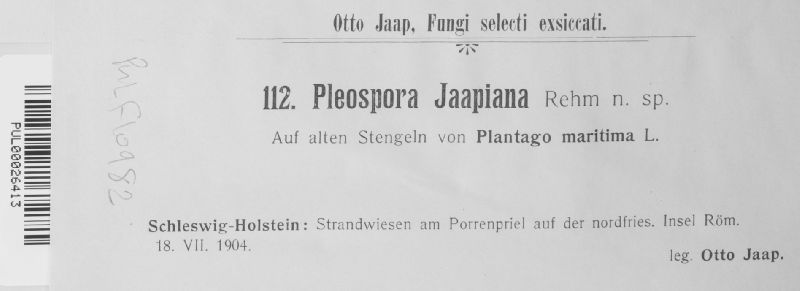 Otto Jaap, Fungi selecti exsiccati.
112. Pleospora Jaapiana Rehm n. sp.
Auf alten Stengeln von Plantago maritima L.
Schleswig-Holstein: Strandwiesen am Porrenpriel auf der nordfries. Insel Röm.
18. VII. 1904.
leg. Otto Jaap.
PUL F10982
PUL00026413